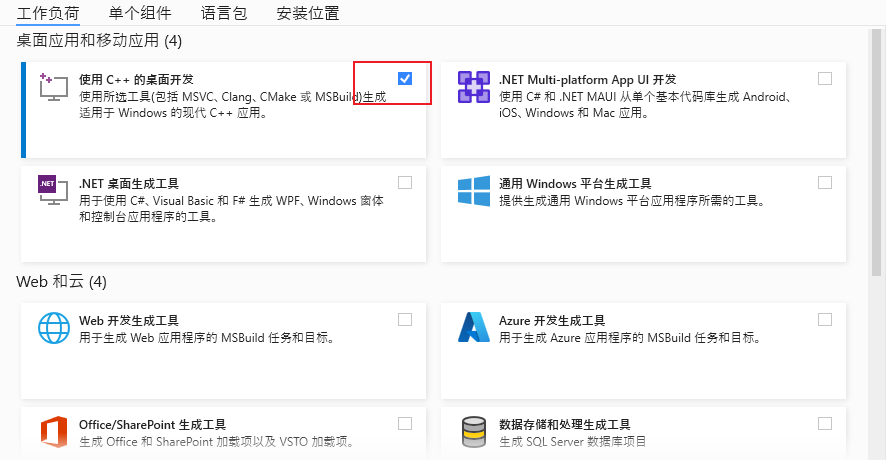 工作负荷 单个组件 语言包 安装位置
桌面应用和移动应用 (4)
使用 C++ 的桌面开发
使用所选工具(包括 MSVC、Clang、CMake 或 MSBuild)生成
适用于 Windows 的现代 C++ 应用。
.NET Multi-platform App UI 开发
使用 C# 和 .NET MAUI 从单个基本代码库生成 Android、
iOS、Windows 和 Mac 应用。
.NET
.NET 桌面生成工具
用于使用 C#、Visual Basic 和 F# 生成 WPF、Windows 窗体
和控制台应用程序的工具。
通用 Windows 平台生成工具
提供生成通用 Windows 平台应用程序所需的工具。
Web 和云 (4)
Web 开发生成工具
用于生成 Web 应用程序的 MSBuild 任务和目标。
Azure 开发生成工具
用于生成 Azure 应用程序的 MSBuild 任务和目标。
Office/SharePoint 生成工具
生成 Office 和 SharePoint 加载项以及 VSTO 加载项。
数据存储和处理生成工具
生成 SQL Server 数据库项目